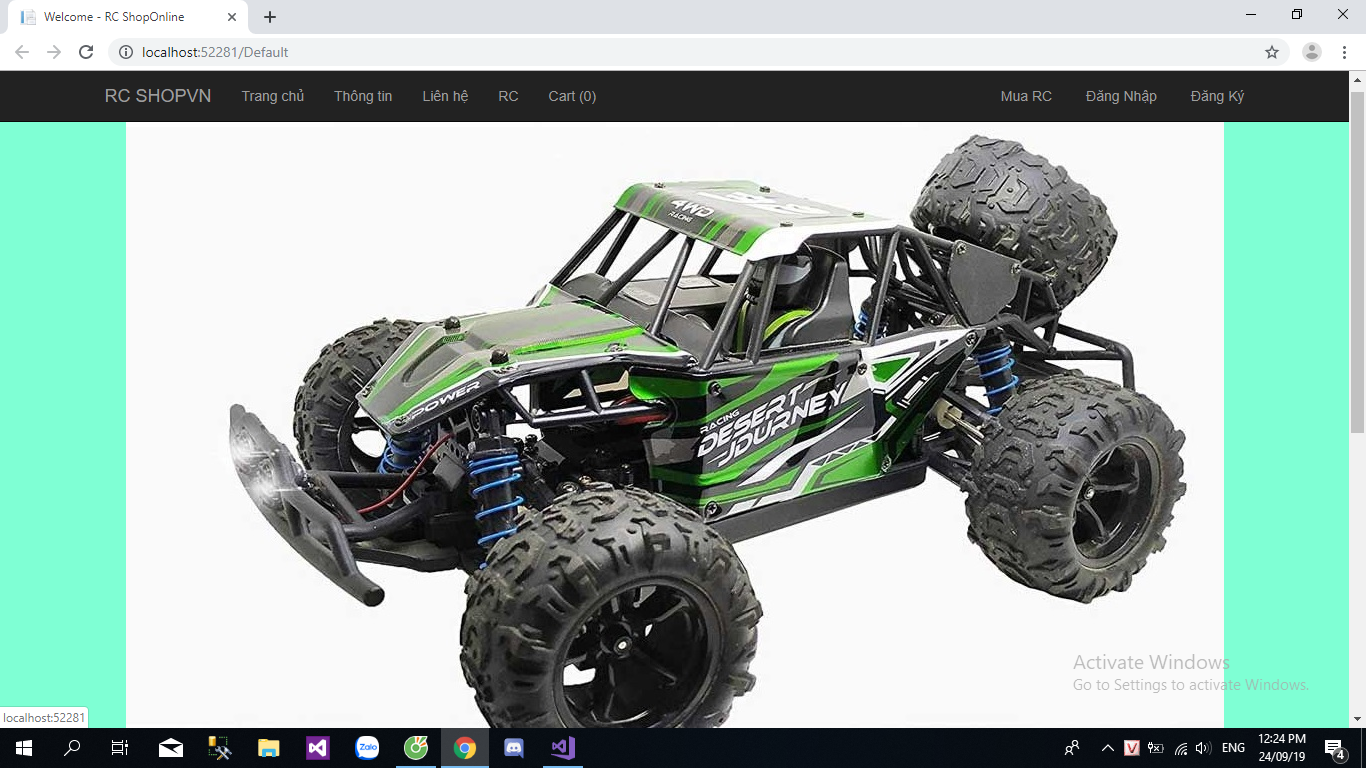 Welcome - RC ShopOnline
localhost:52281/Default
RC SHOPVN Trang chủ Thông tin Liên hệ RC Cart (0) Mua RC Đăng Nhập Đăng Ký
4WD
RACING
POWER
RACING
DESERT
JOURNEY
Activate Windows
Go to Settings to activate Windows.
localhost:52281
Zalo
V
ENG
12:24 PM
24/09/19
4